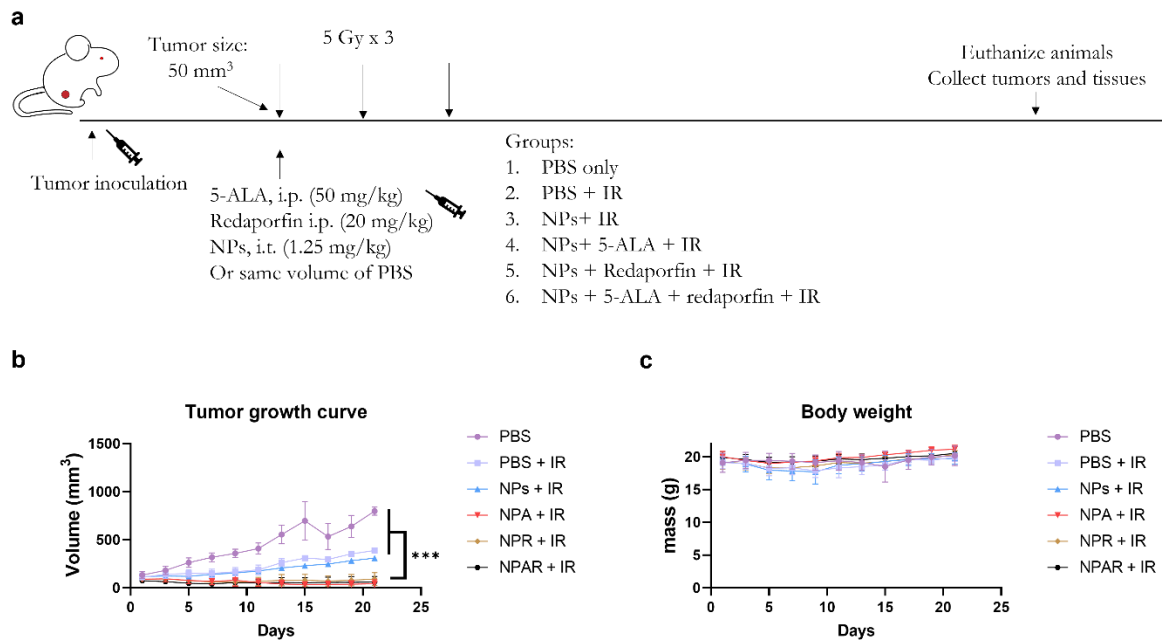 a
Tumor size:
50 mm³
5 Gy x 3
Euthanize animals
Collect tumors and tissues
Tumor inoculation
5-ALA, i.p. (50 mg/kg)
Redaporfin i.p. (20 mg/kg)
NPs, i.t. (1.25 mg/kg)
Or same volume of PBS
Groups:
1. PBS only
2. PBS + IR
3. NPs+ IR
4. NPs+ 5-ALA + IR
5. NPs + Redaporfin + IR
6. NPs + 5-ALA + redaporfin + IR
b
Tumor growth curve
Volume (mm³)
1500
1000
500
0
0 5 10 15 20 25
Days
***
PBS
PBS + IR
NPs + IR
NPA + IR
NPR + IR
NPAR + IR
c
Body weight
mass (g)
20
15
10
5
0
0 5 10 15 20 25
Days
PBS
PBS + IR
NPs + IR
NPA + IR
NPR + IR
NPAR + IR